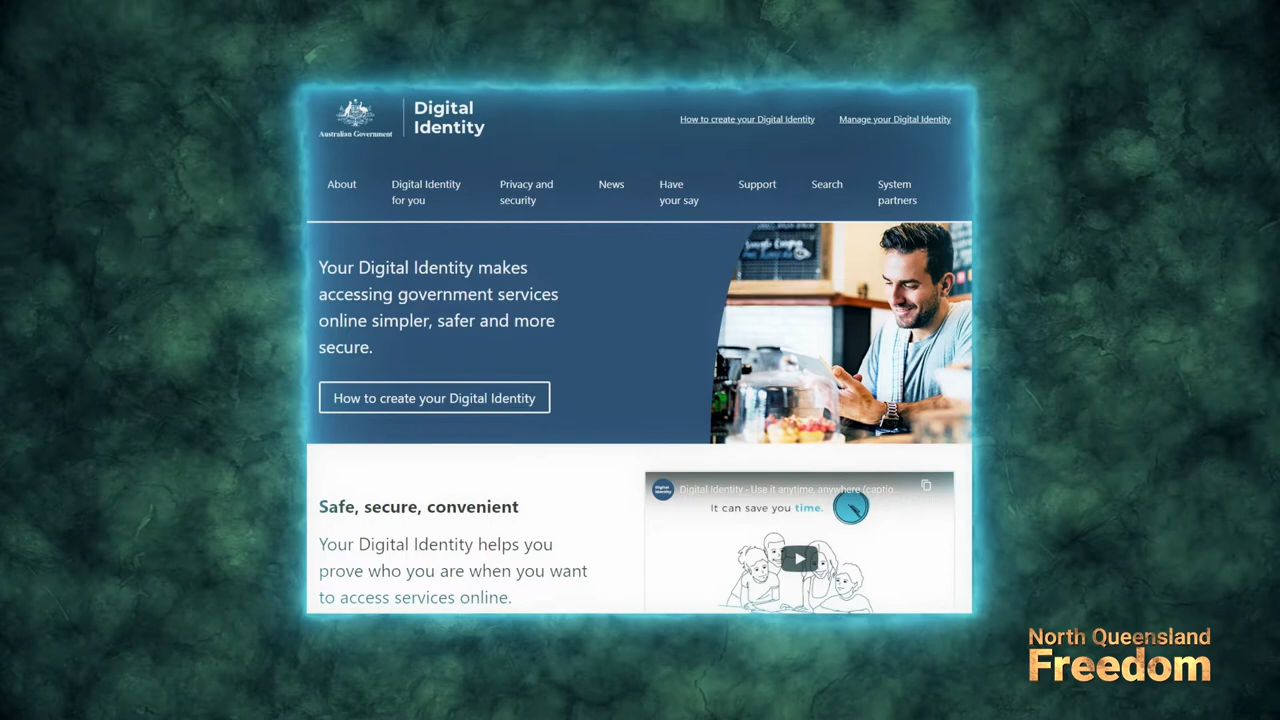 Australian Government
Digital
Identity
How to create your Digital Identity
Manage your Digital Identity
About
Digital Identity
for you
Privacy and
security
News
Have
your say
Support
Search
System
partners
Your Digital Identity makes
accessing government services
online simpler, safer and more
secure.
How to create your Digital Identity
Safe, secure, convenient
Your Digital Identity helps you
prove who you are when you want
to access services online.
Digital Identity
Digital Identity - Use it anytime, anywhere (captio...
It can save you time.
North Queensland
Freedom